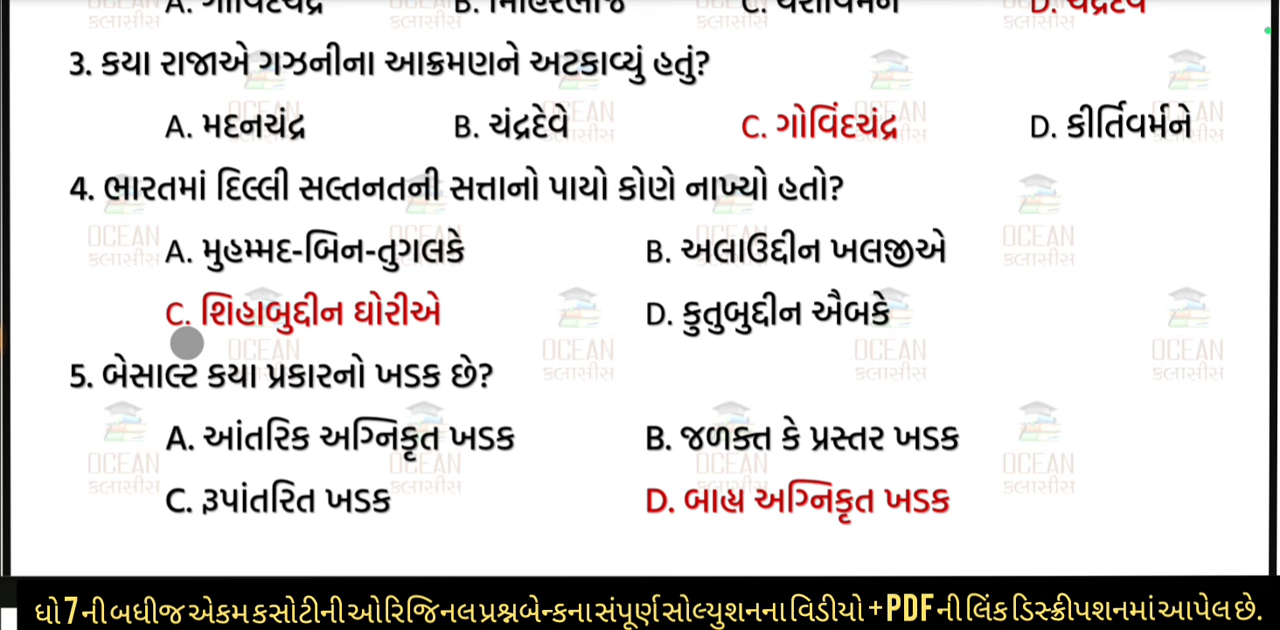 3. કયા રાજાએ ગઝનીના આક્રમણને અટકાવ્યું હતું?
A. મદનચંદ્ર B. ચંદ્રદેવે C. ગોવિંદચંદ્ર D. કીર્તિવર્મને
4. ભારતમાં દિલ્લી સલ્તનતની સત્તાનો પાયો કોણે નાખ્યો હતો?
A. મુહમ્મદ-બિન-તુગલકે B. અલાઉદ્દીન ખલજીએ
C. શિહાબુદ્દીન ઘોરીએ D. કુતુબુદ્દીન ઐબકે
5. બેસાલ્ટ કયા પ્રકારનો ખડક છે?
A. આંતરિક અગ્નિકૃત ખડક B. જળકૃત કે પ્રસ્તર ખડક
C. રૂપાંતરિત ખડક D. બાહ્ય અગ્નિકૃત ખડક
ધો 7 ની બધી જ એકમ કસોટીની ઓરિજિનલ પ્રશ્નબેન્કના સંપૂર્ણ સોલ્યુશનના વિડીયો + PDF ની લિંક ડિસ્ક્રીપશનમાં આપેલ છે.